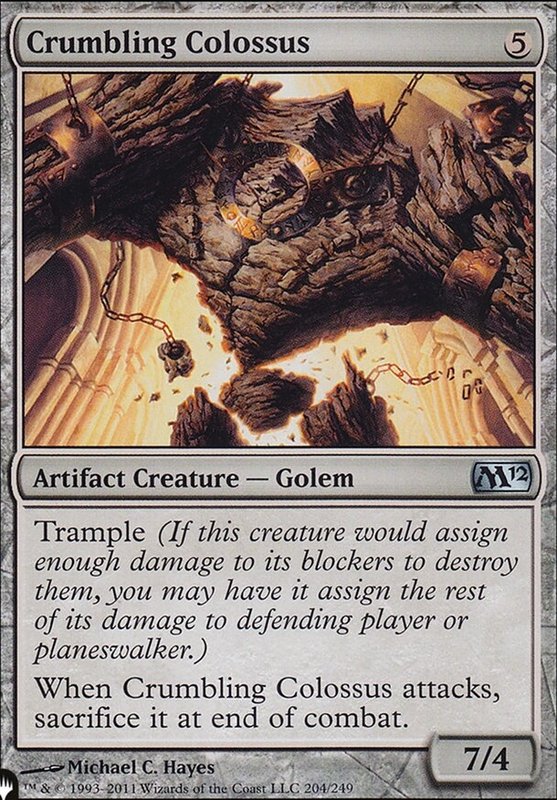 Crumbling Colossus 5
Artifact Creature — Golem M12
Trample (If this creature would assign
enough damage to its blockers to destroy
them, you may have it assign the rest
of its damage to defending player or
planeswalker.)
When Crumbling Colossus attacks,
sacrifice it at end of combat.
7/4
Michael C. Hayes
™ & © 1993–2011 Wizards of the Coast LLC 204/249